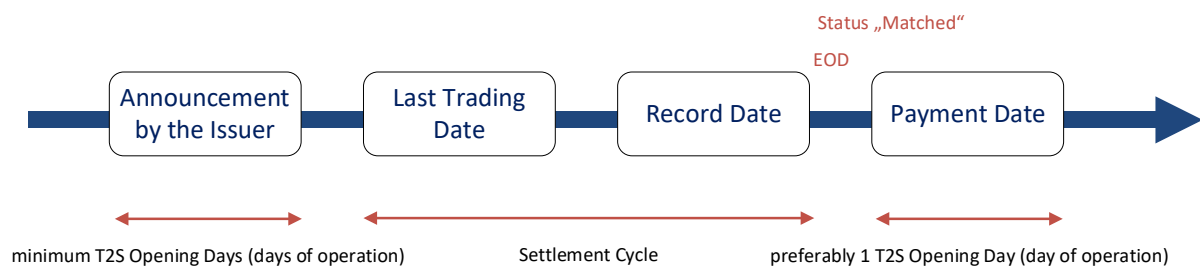 Status „Matched“
EOD
Announcement
by the Issuer
Last Trading
Date
Record Date
Payment Date
minimum T2S Opening Days (days of operation)
Settlement Cycle
preferably 1 T2S Opening Day (day of operation)